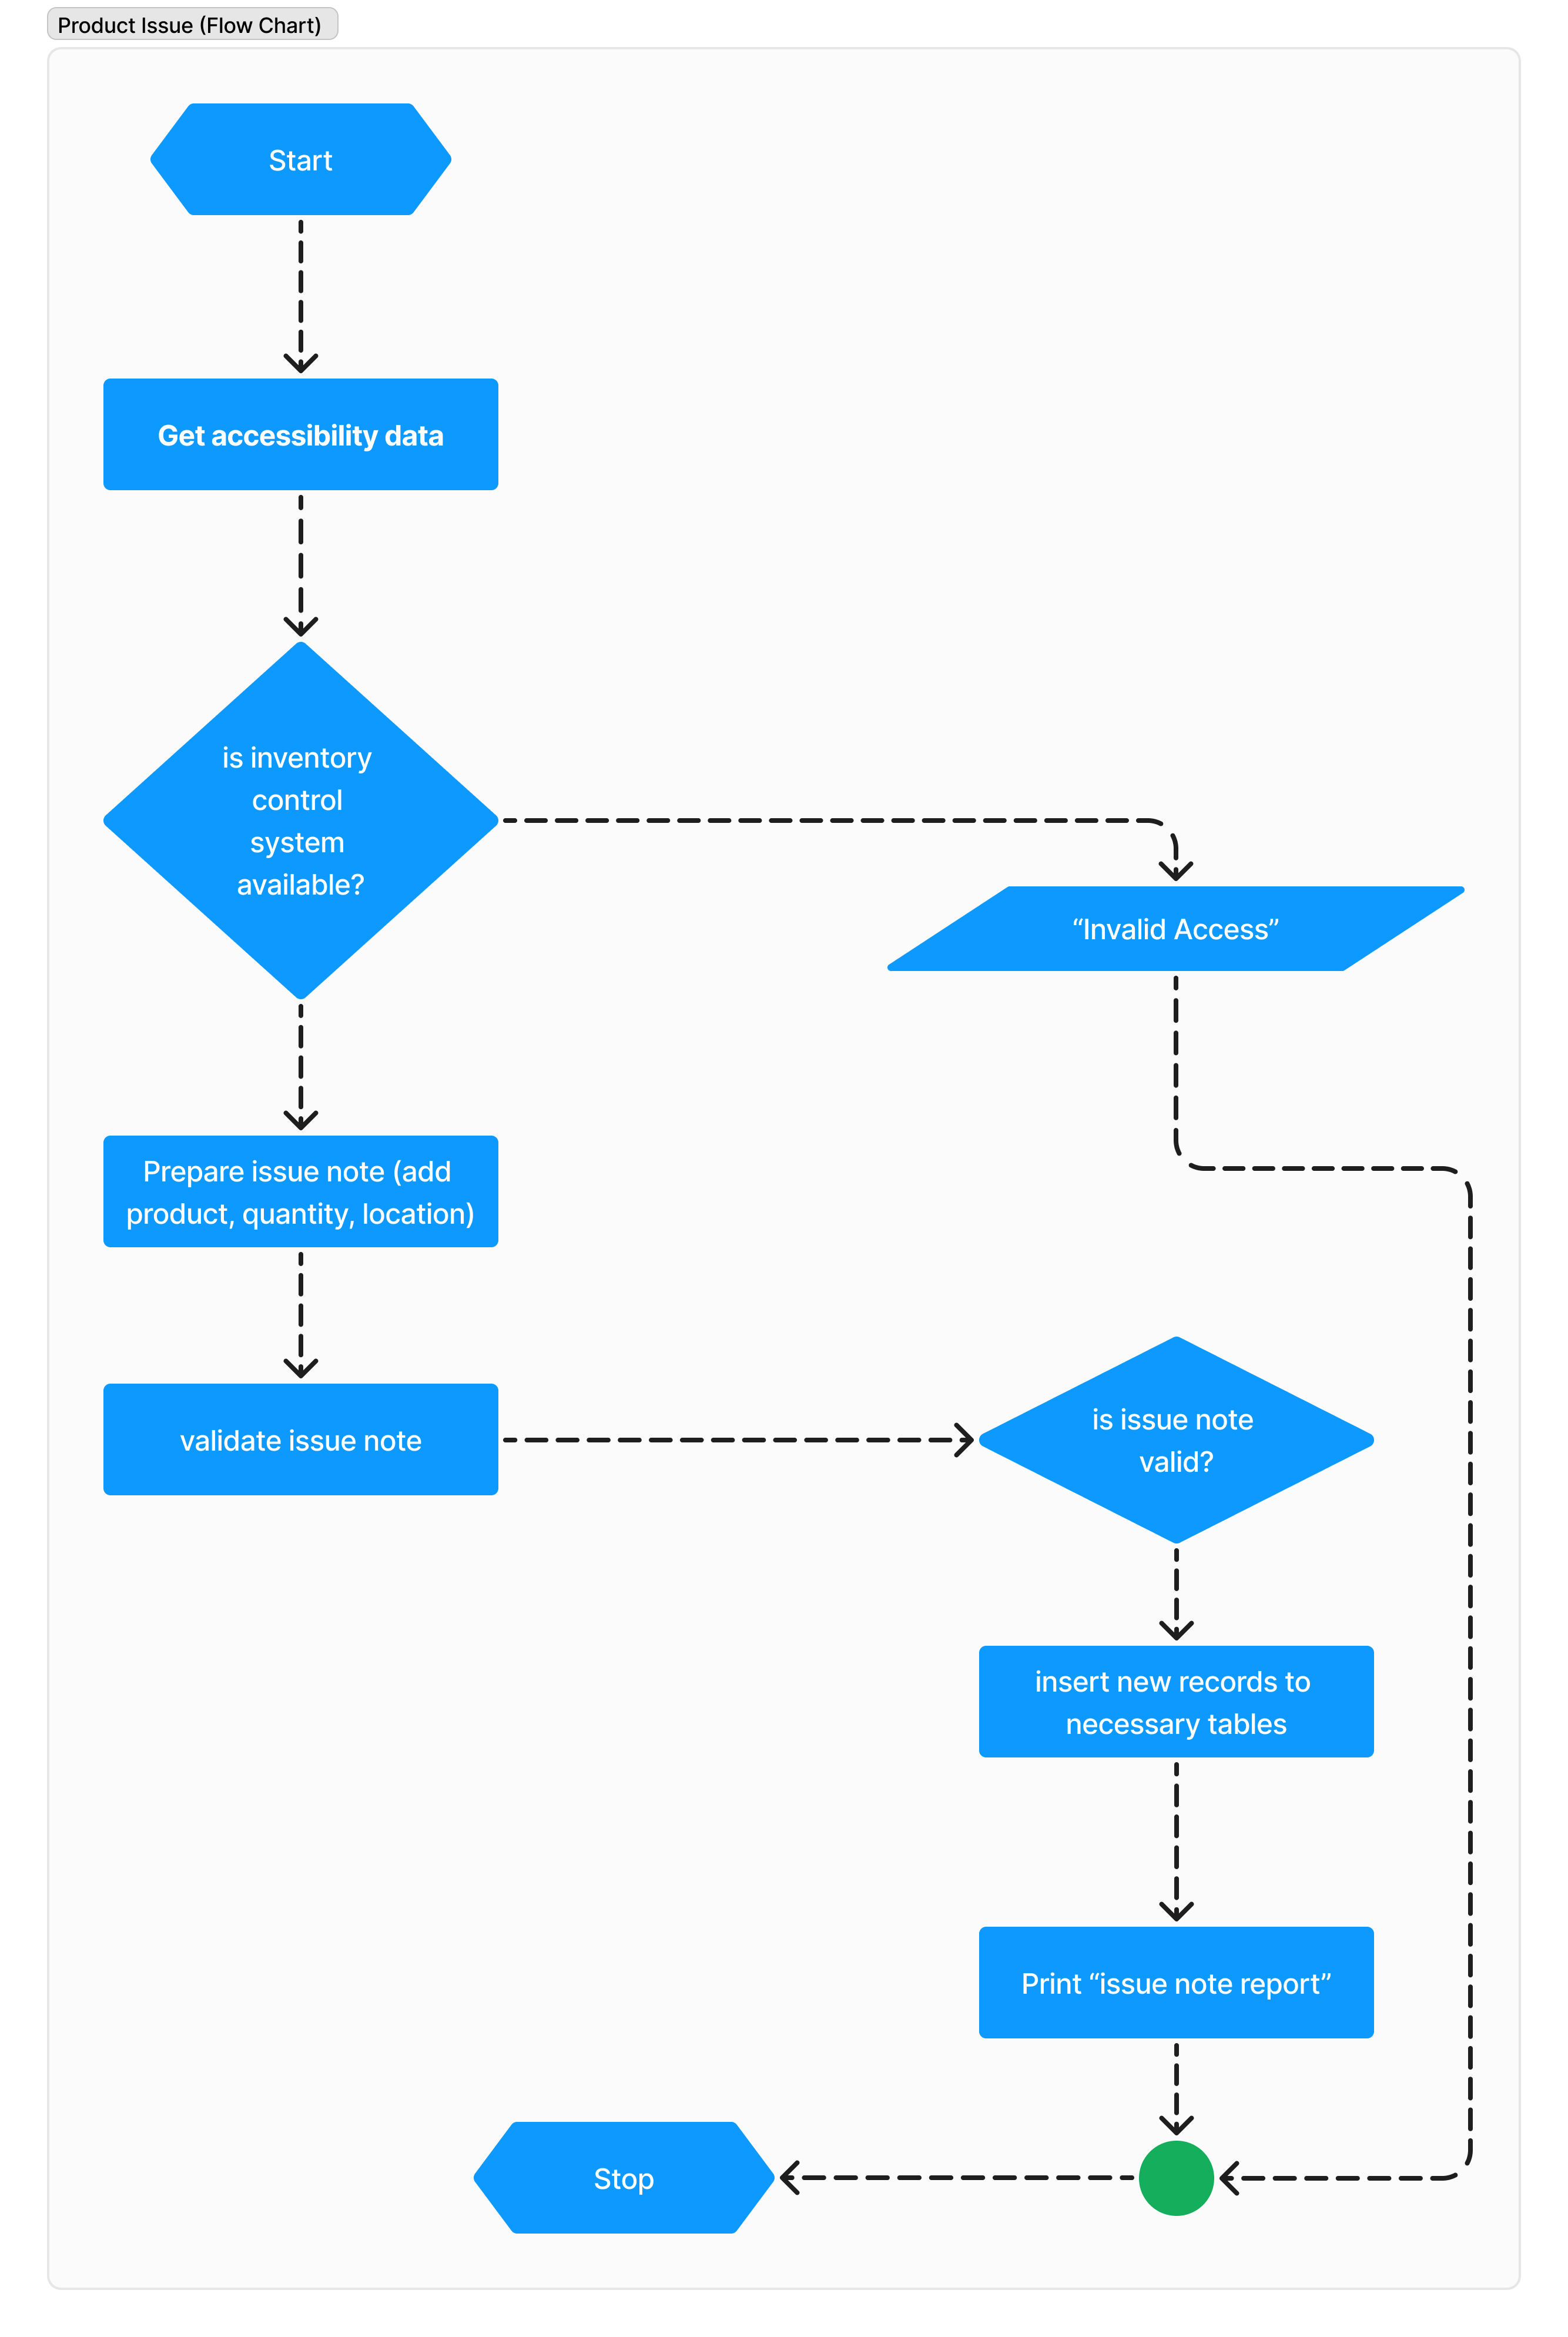 Product Issue (Flow Chart)
Start
Get accessibility data
is inventory
control
system
available?
“Invalid Access”
Prepare issue note (add
product, quantity, location)
validate issue note
is issue note
valid?
insert new records to
necessary tables
Print “issue note report”
Stop